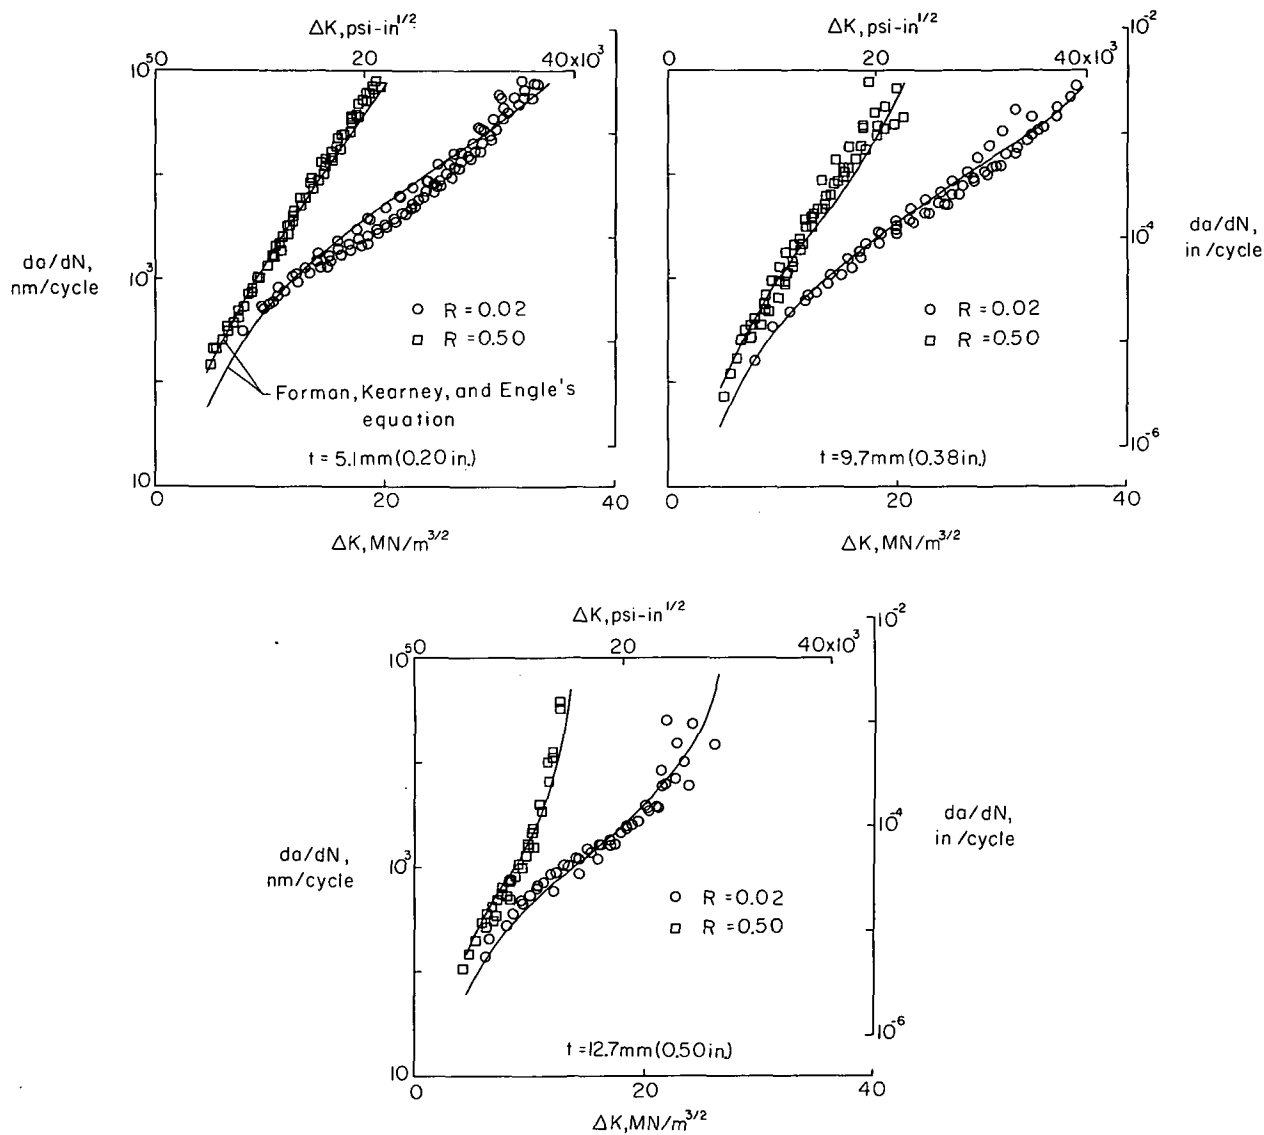 ΔK, psi-in^1/2
0 20 40x10^3
10^5
10^3
10
da/dN,
nm/cycle
○ R = 0.02
□ R = 0.50
Forman, Kearney, and Engle's
equation
t = 5.1mm (0.20 in.)
0 20 40
ΔK, MN/m^3/2
ΔK, psi-in^1/2
0 20 40x10^3
10^-2
10^-4
10^-6
da/dN,
in/cycle
○ R = 0.02
□ R = 0.50
t = 9.7mm (0.38 in.)
0 20 40
ΔK, MN/m^3/2
ΔK, psi-in^1/2
0 20 40x10^3
10^5
10^3
10
da/dN,
nm/cycle
10^-2
10^-4
10^-6
da/dN,
in/cycle
○ R = 0.02
□ R = 0.50
t = 12.7mm (0.50 in.)
0 20 40
ΔK, MN/m^3/2